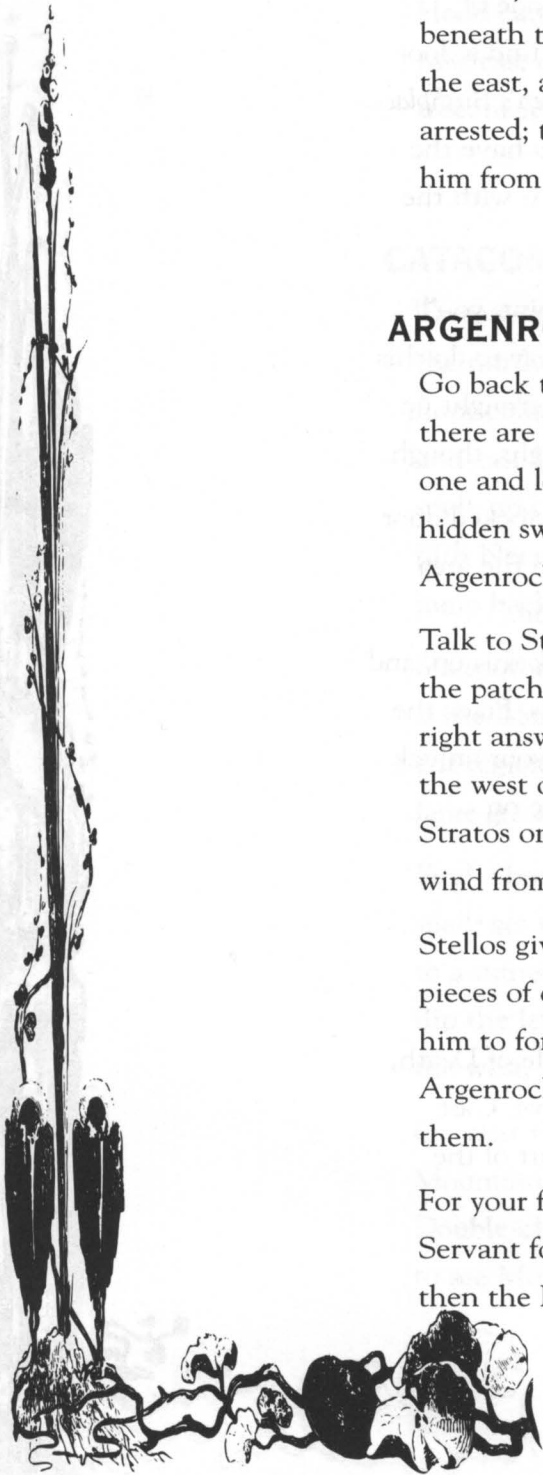 beneath t
the east, a
arrested; t
him from
ARGENR
Go back t
there are
one and l
hidden sw
Argenrock
Talk to St
the patch
right answ
the west o
Stratos or
wind from
Stellos giv
pieces of
him to for
Argenrock
them.
For your f
Servant fo
then the